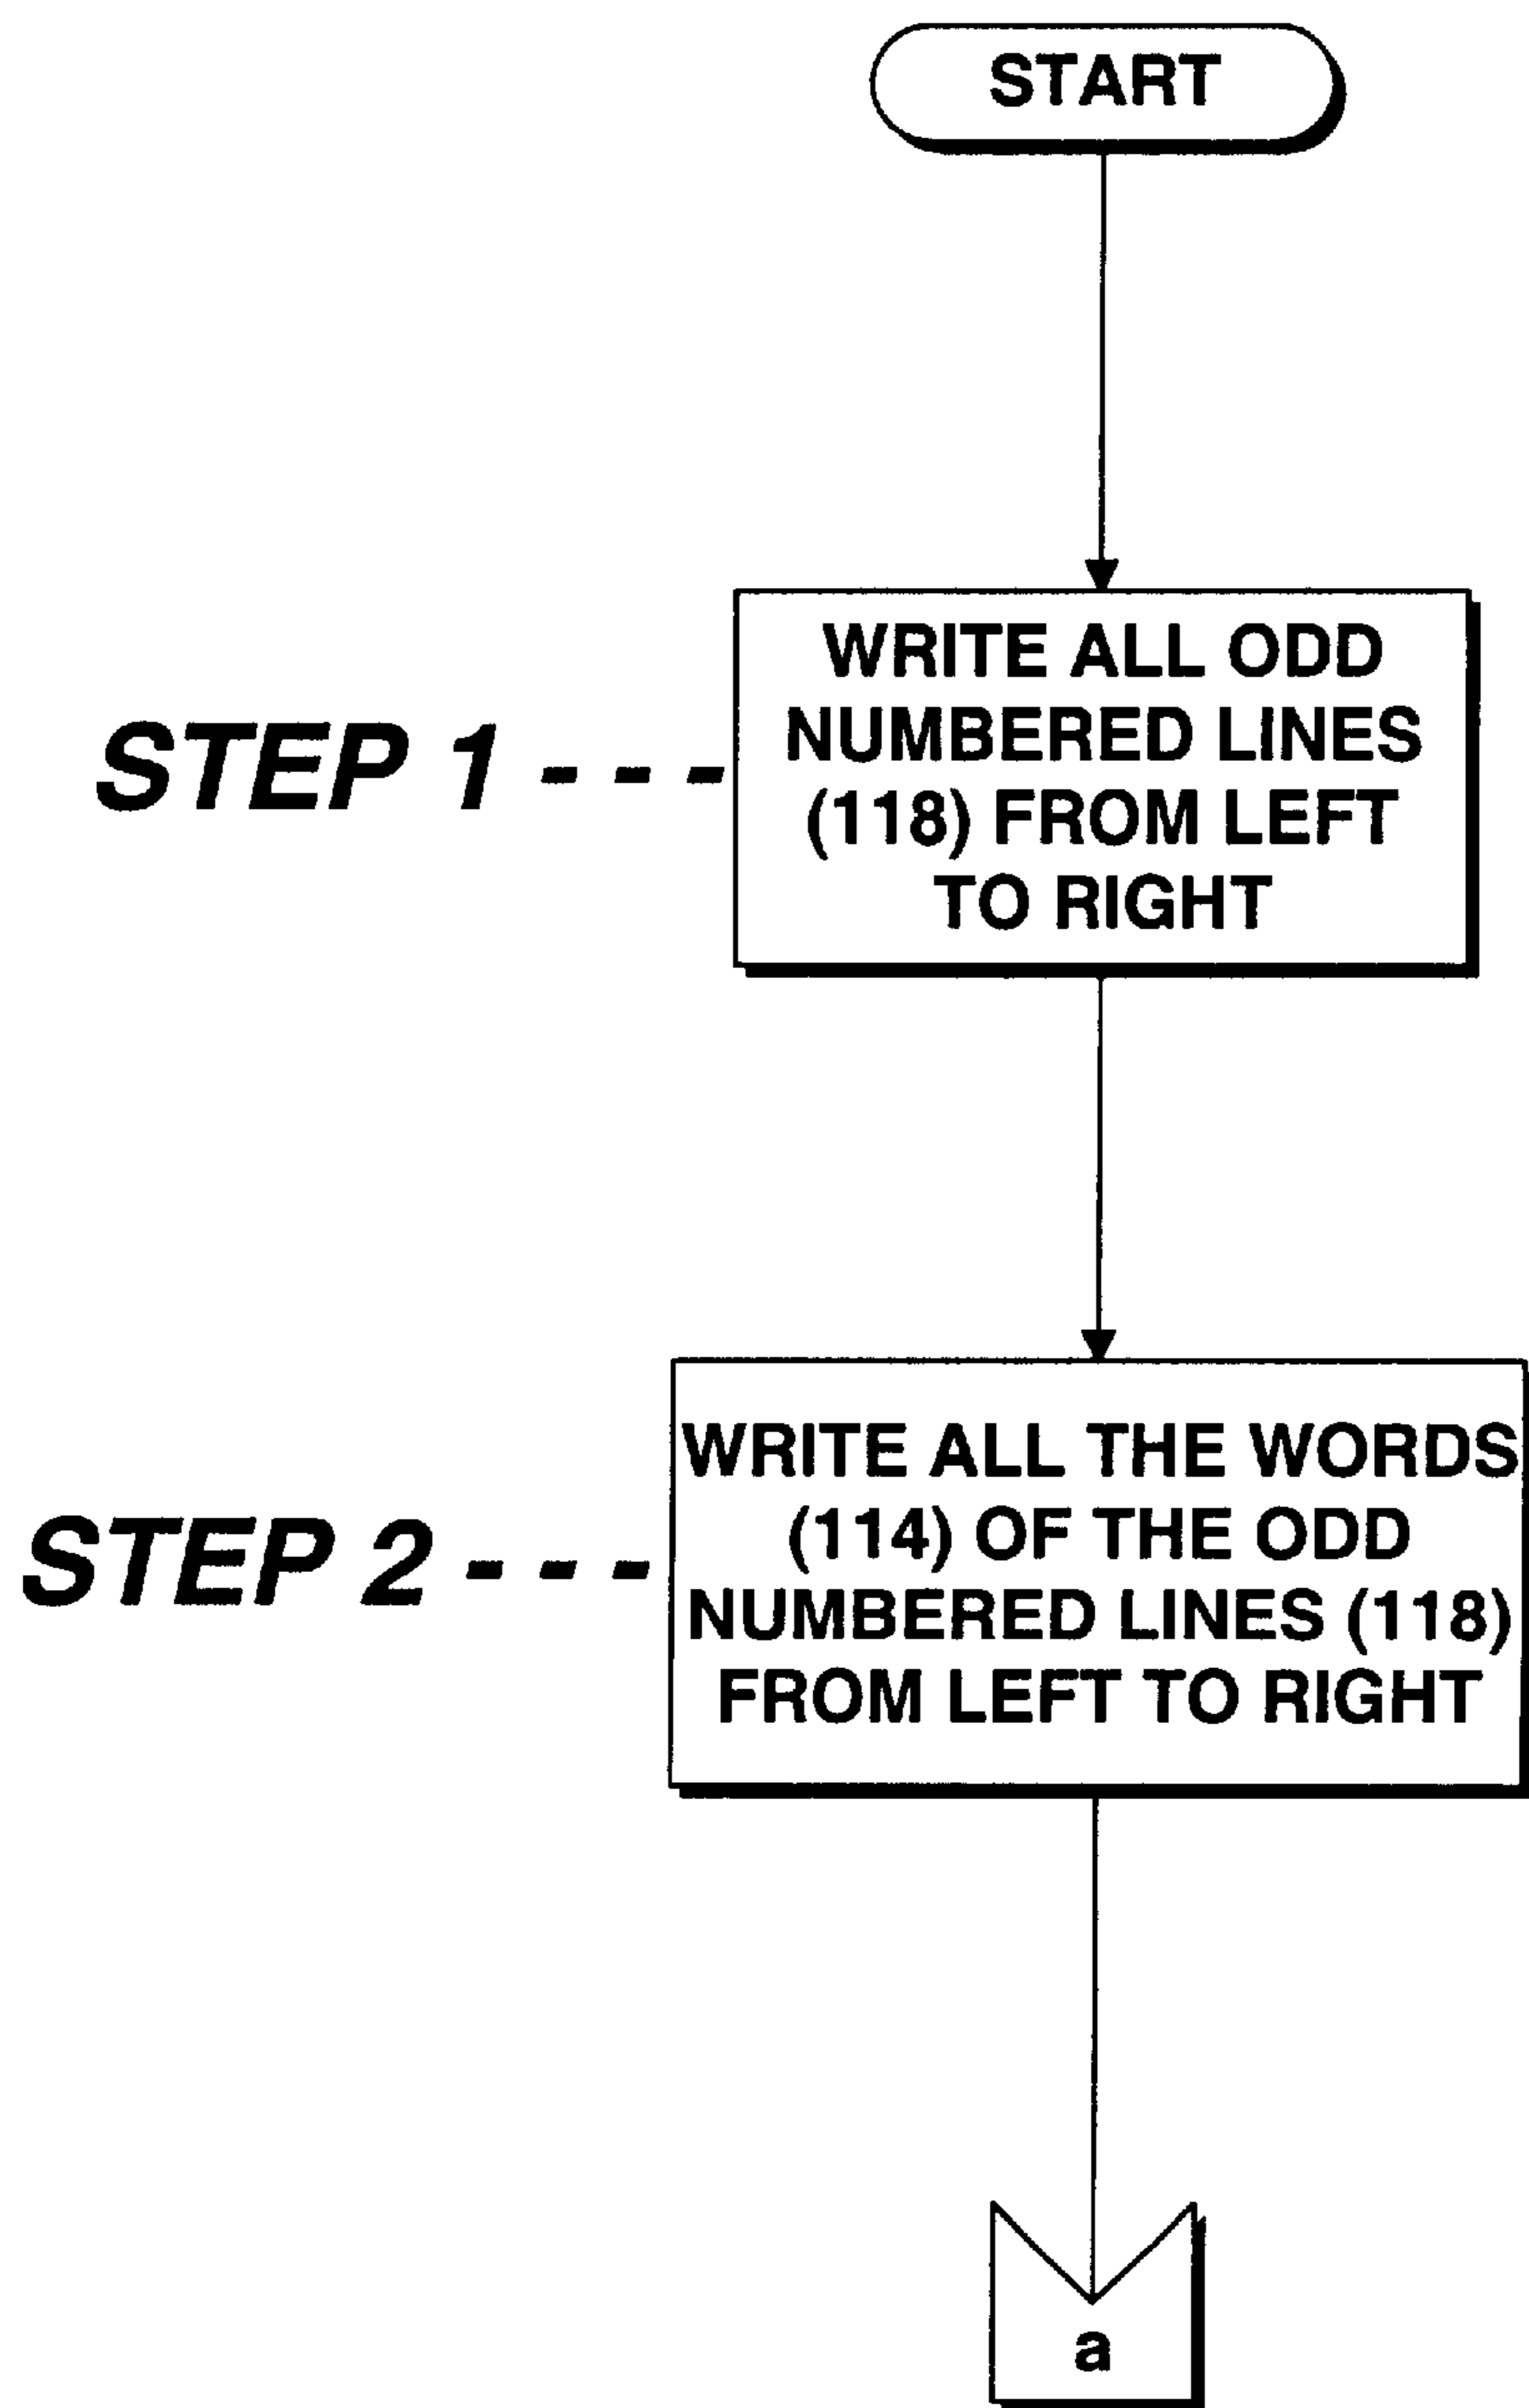 START
STEP 1 - - -
WRITE ALL ODD
NUMBERED LINES
(118) FROM LEFT
TO RIGHT
STEP 2 - - -
WRITE ALL THE WORDS
(114) OF THE ODD
NUMBERED LINES (118)
FROM LEFT TO RIGHT
a